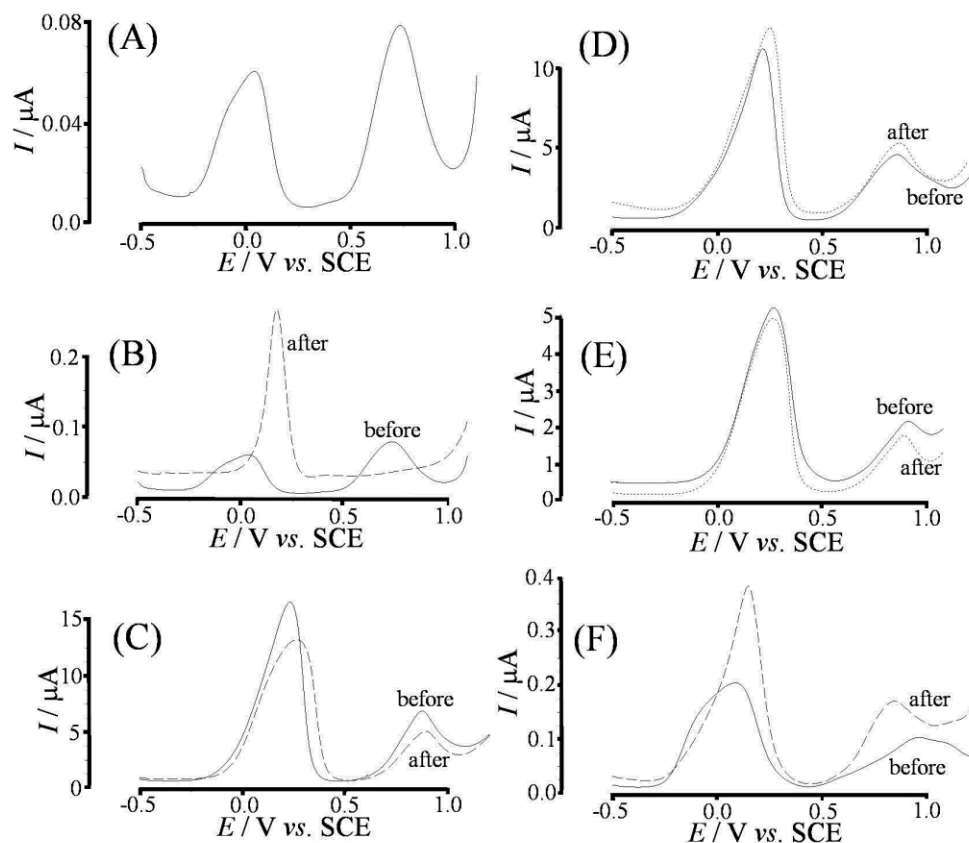 (A)
I / μA
0.08
0.04
0.0
-0.5
0.0
0.5
1.0
E / V vs. SCE
(B)
I / μA
0.2
0.1
0.0
after
before
-0.5
0.0
0.5
1.0
E / V vs. SCE
(C)
I / μA
15
10
5
0
before
after
-0.5
0.0
0.5
1.0
E / V vs. SCE
(D)
I / μA
10
5
0
after
before
-0.5
0.0
0.5
1.0
E / V vs. SCE
(E)
I / μA
5
4
3
2
1
0
before
after
-0.5
0.0
0.5
1.0
E / V vs. SCE
(F)
I / μA
0.4
0.3
0.2
0.1
0.0
after
before
-0.5
0.0
0.5
1.0
E / V vs. SCE